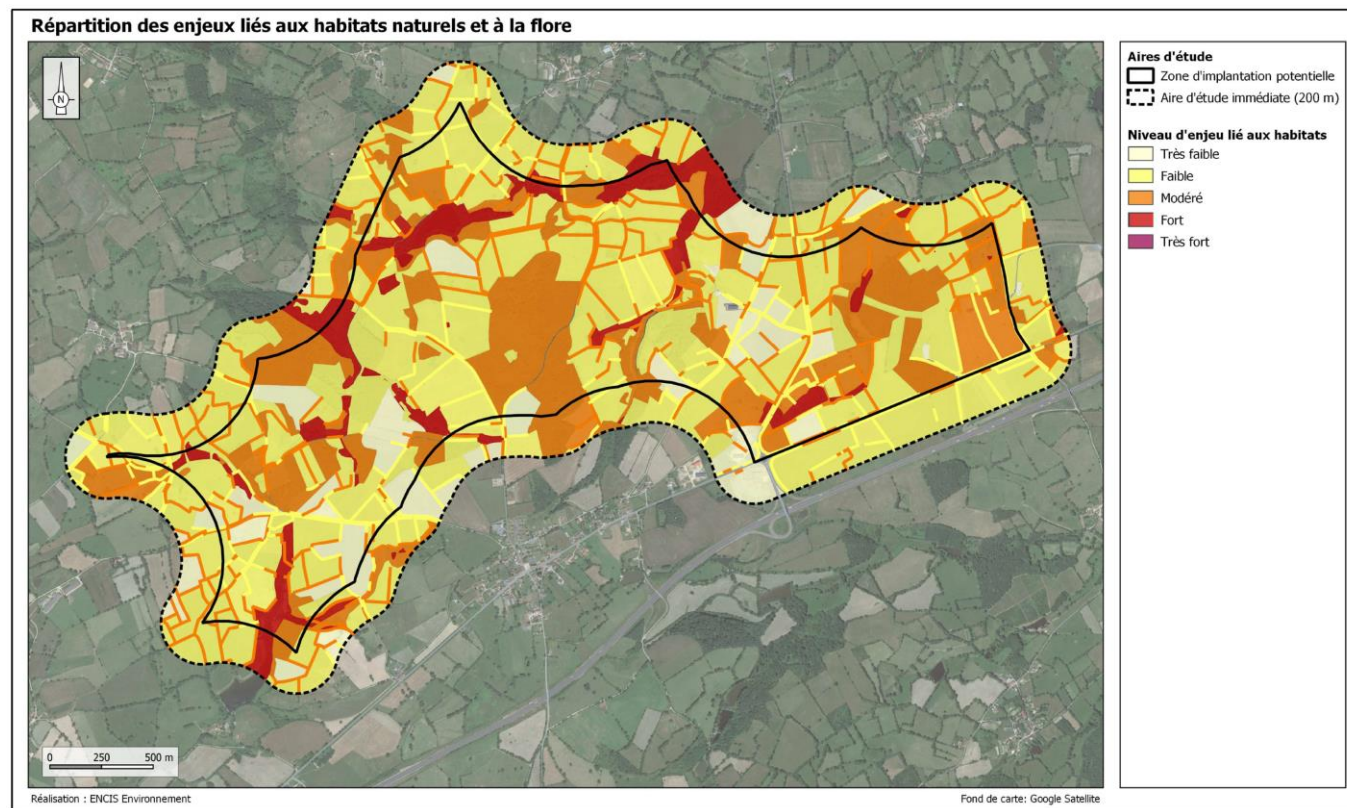 Répartition des enjeux liés aux habitats naturels et à la flore
N
0 250 500 m
Aires d'étude
Zone d'implantation potentielle
Aire d'étude immédiate (200 m)
Niveau d'enjeu lié aux habitats
Très faible
Faible
Modéré
Fort
Très fort
Réalisation : ENCIS Environnement
Fond de carte: Google Satellite